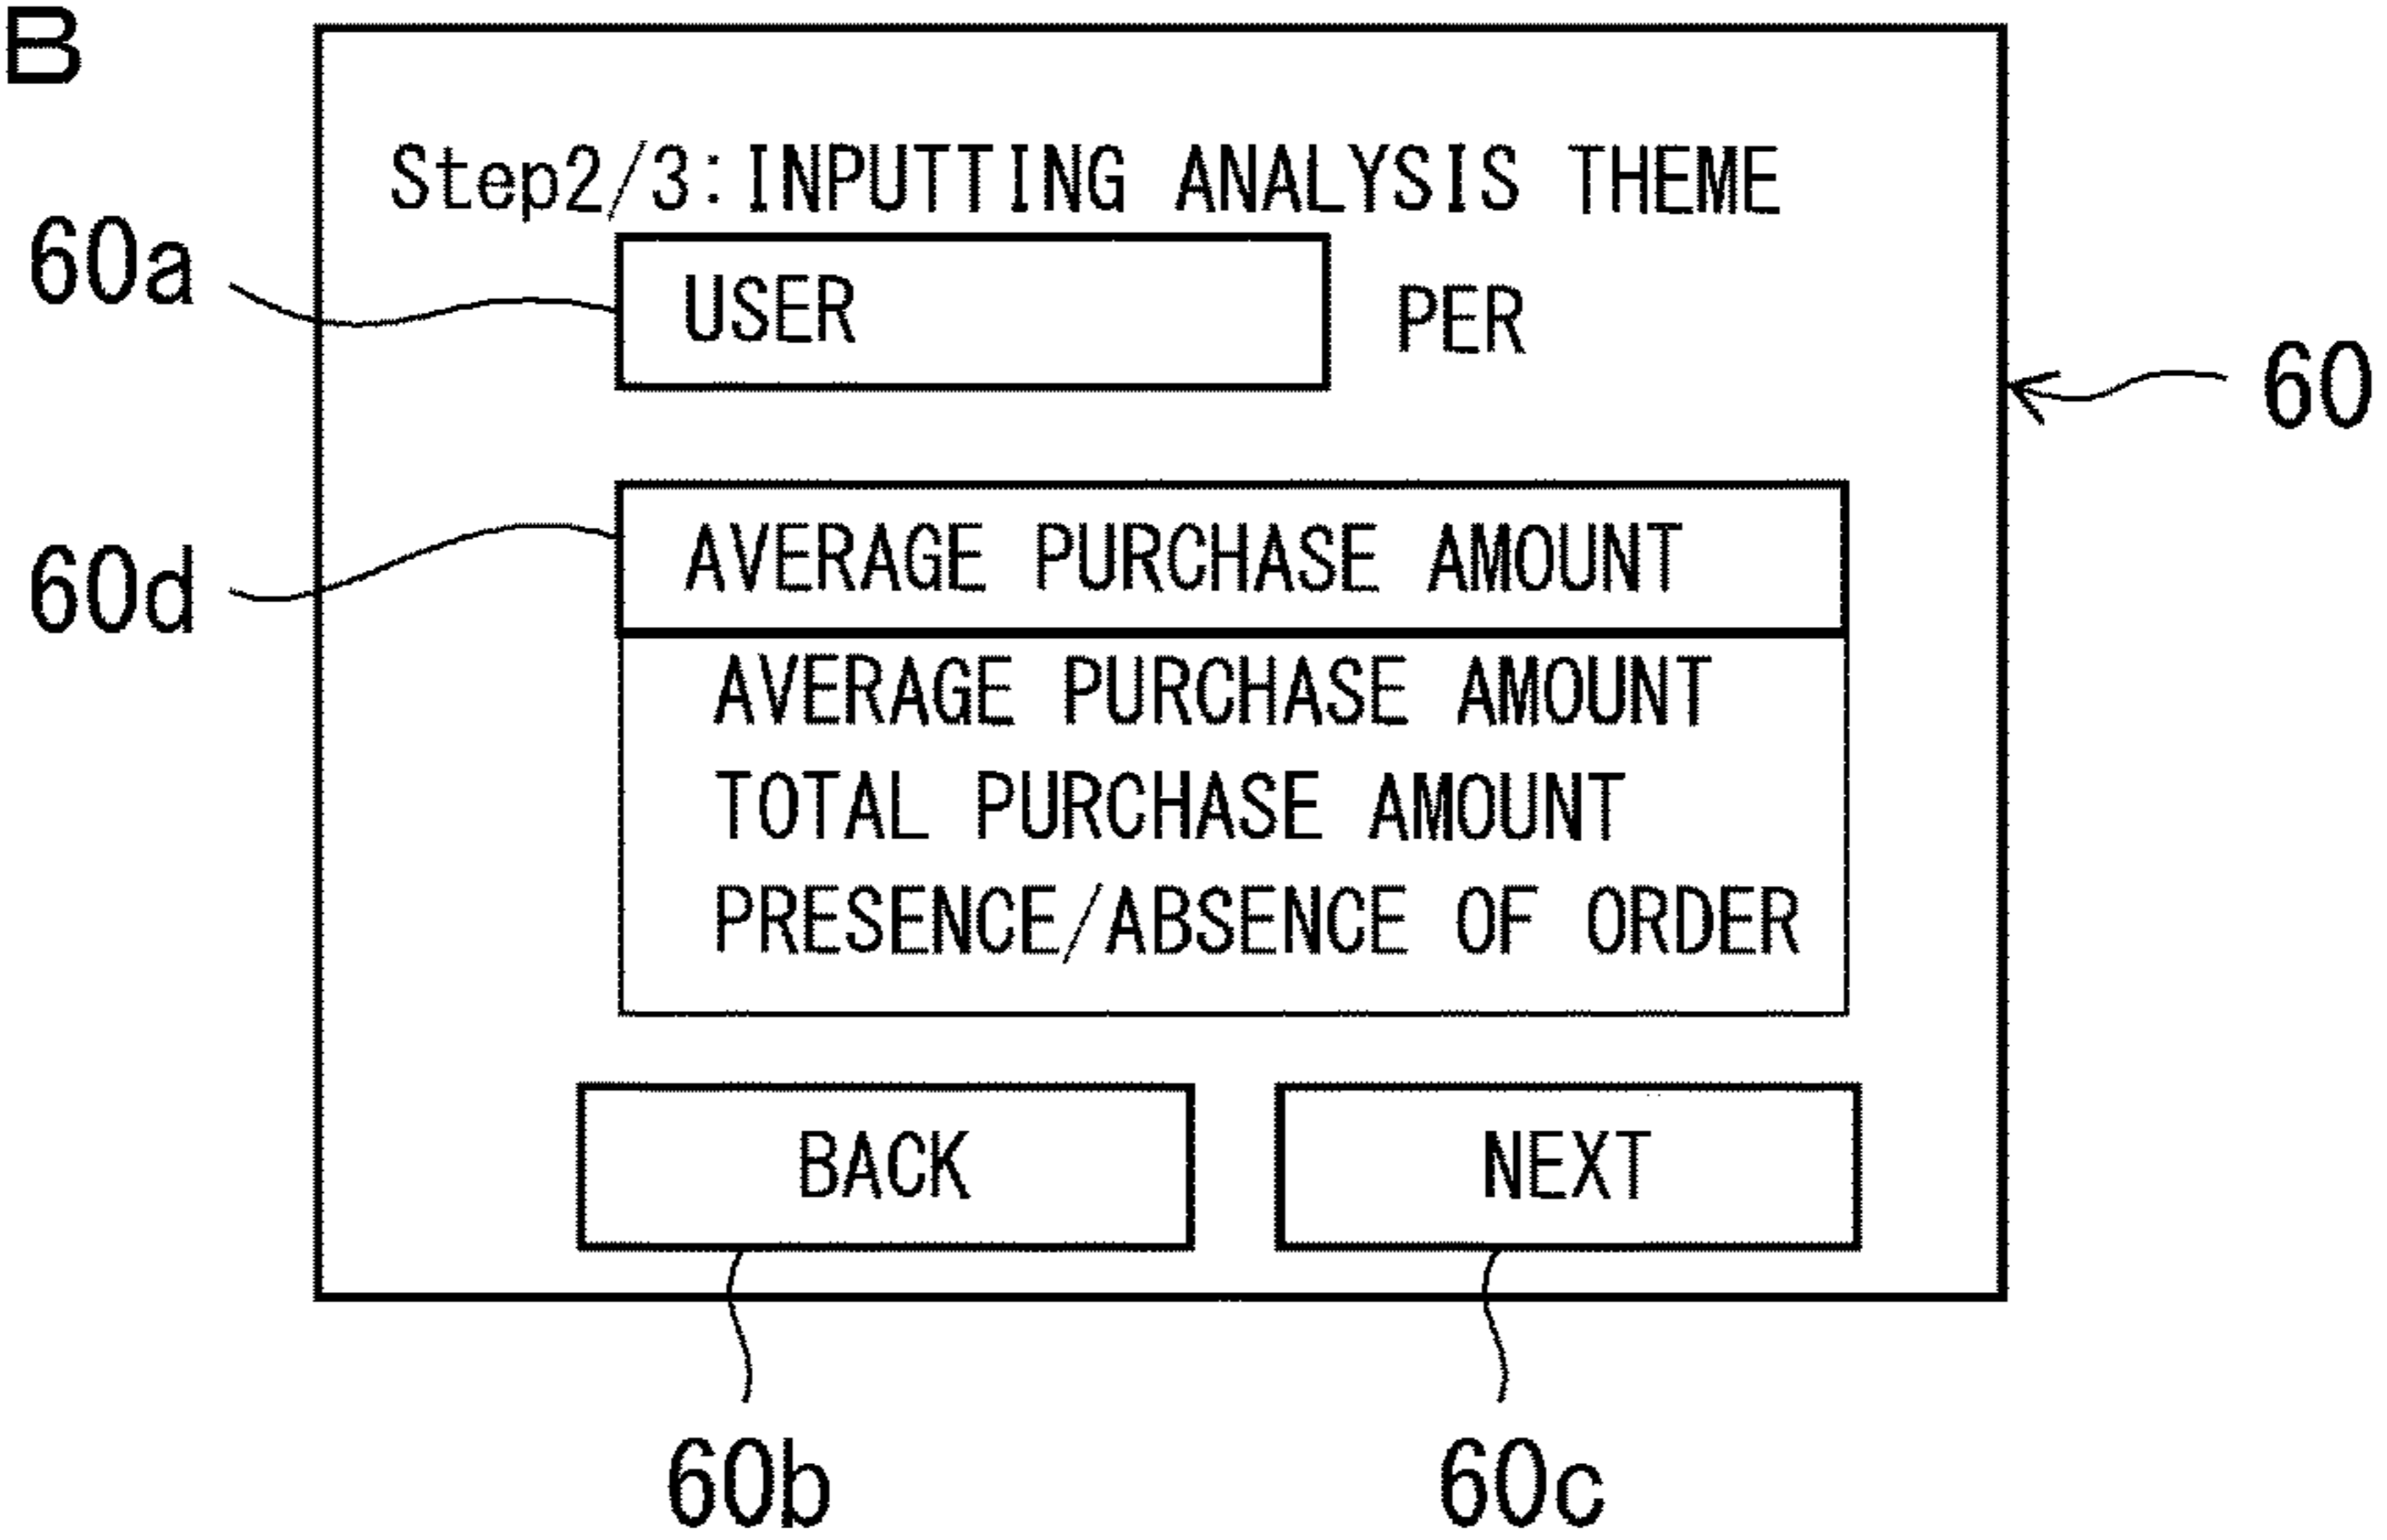 B
Step2/3:INPUTTING ANALYSIS THEME
60a
USER PER
60
60d
AVERAGE PURCHASE AMOUNT
AVERAGE PURCHASE AMOUNT
TOTAL PURCHASE AMOUNT
PRESENCE/ABSENCE OF ORDER
BACK NEXT
60b 60c